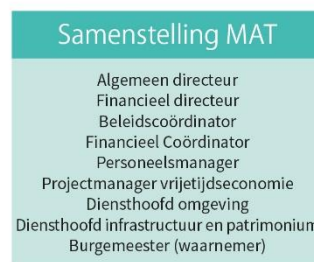 Samenstelling MAT
Algemeen directeur
Financieel directeur
Beleidscoördinator
Financieel Coördinator
Personeelsmanager
Projectmanager vrijetijdseconomie
Diensthoofd omgeving
Diensthoofd infrastructuur en patrimonium
Burgemeester (waarnemer)